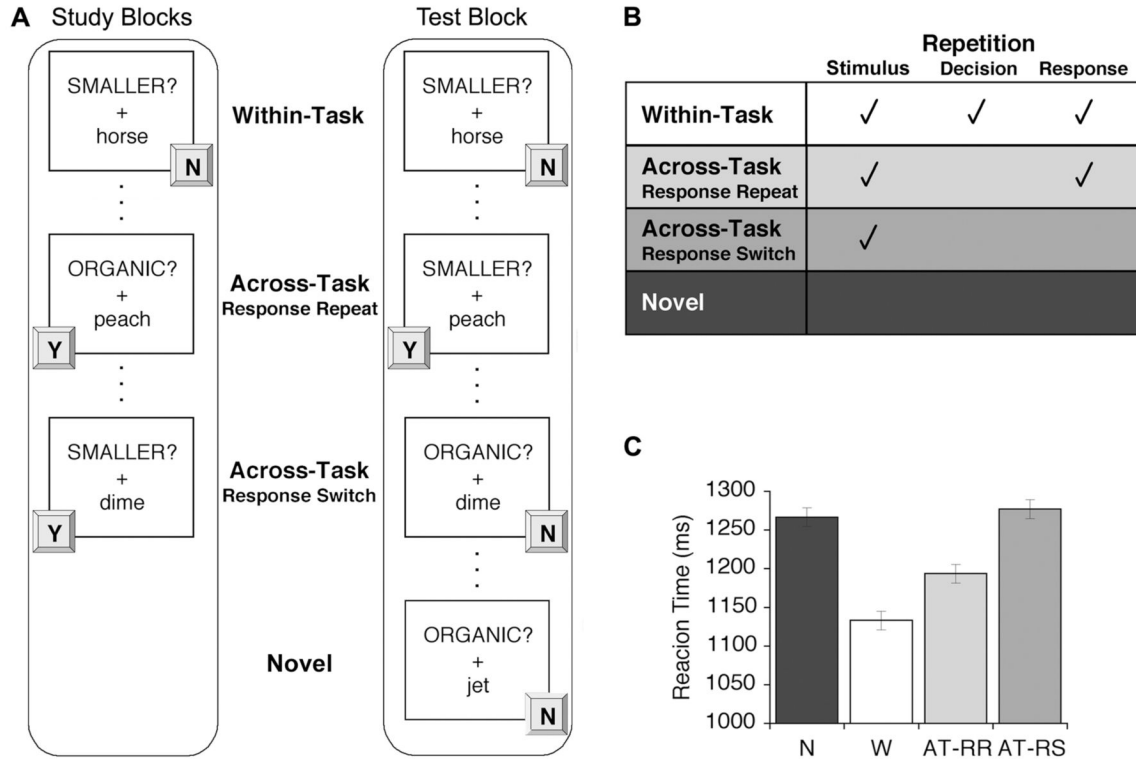 A
Study Blocks
Test Block
SMALLER?
+
horse
N
Within-Task
SMALLER?
+
horse
N
ORGANIC?
+
peach
Y
Across-Task
Response Repeat
SMALLER?
+
peach
Y
SMALLER?
+
dime
Y
Across-Task
Response Switch
ORGANIC?
+
dime
N
Novel
ORGANIC?
+
jet
N
B
Repetition
Stimulus Decision Response
Within-Task ✓ ✓ ✓
Across-Task
Response Repeat ✓ ✓
Across-Task
Response Switch ✓
Novel
C
Reacion Time (ms)
1300
1250
1200
1150
1100
1050
1000
N W AT-RR AT-RS